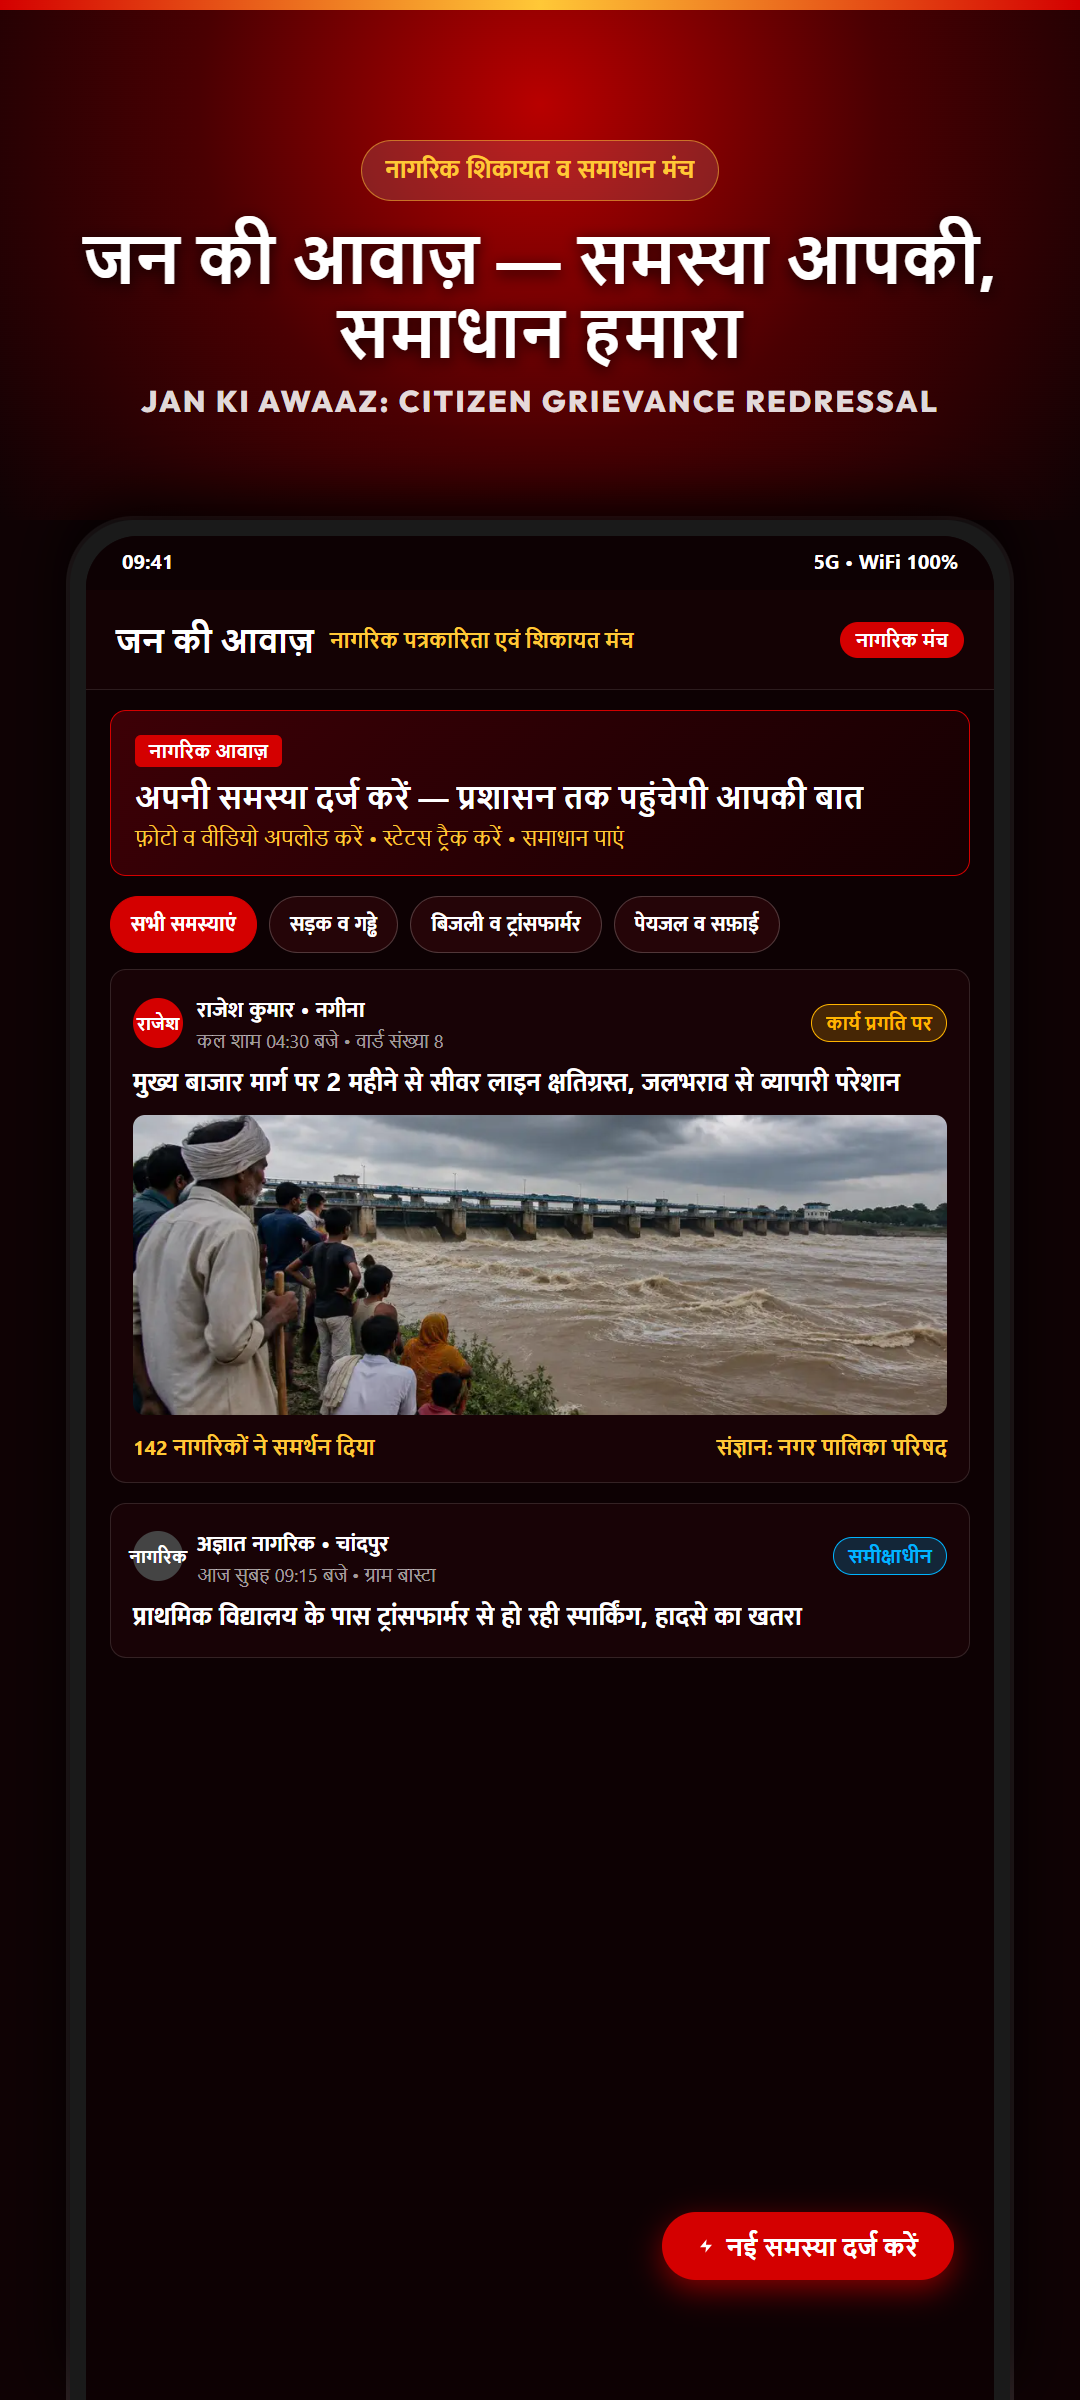 नागरिक शिकायत व समाधान मंच
जन की आवाज़ — समस्या आपकी,
समाधान हमारा
JAN KI AWAAZ: CITIZEN GRIEVANCE REDRESSAL
09:41 5G • WiFi 100%
जन की आवाज़ नागरिक पत्रकारिता एवं शिकायत मंच नागरिक मंच
नागरिक आवाज़
अपनी समस्या दर्ज करें — प्रशासन तक पहुंचेगी आपकी बात
फ़ोटो व वीडियो अपलोड करें • स्टेटस ट्रैक करें • समाधान पाएं
सभी समस्याएं सड़क व गड्ढे बिजली व ट्रांसफार्मर पेयजल व सफ़ाई
राजेश राजेश कुमार • नगीना कार्य प्रगति पर
कल शाम 04:30 बजे • वार्ड संख्या 8
मुख्य बाजार मार्ग पर 2 महीने से सीवर लाइन क्षतिग्रस्त, जलभराव से व्यापारी परेशान
142 नागरिकों ने समर्थन दिया संज्ञान: नगर पालिका परिषद
नागरिक अज्ञात नागरिक • चांदपुर समीक्षाधीन
आज सुबह 09:15 बजे • ग्राम बास्टा
प्राथमिक विद्यालय के पास ट्रांसफार्मर से हो रही स्पार्किंग, हादसे का खतरा
नई समस्या दर्ज करें